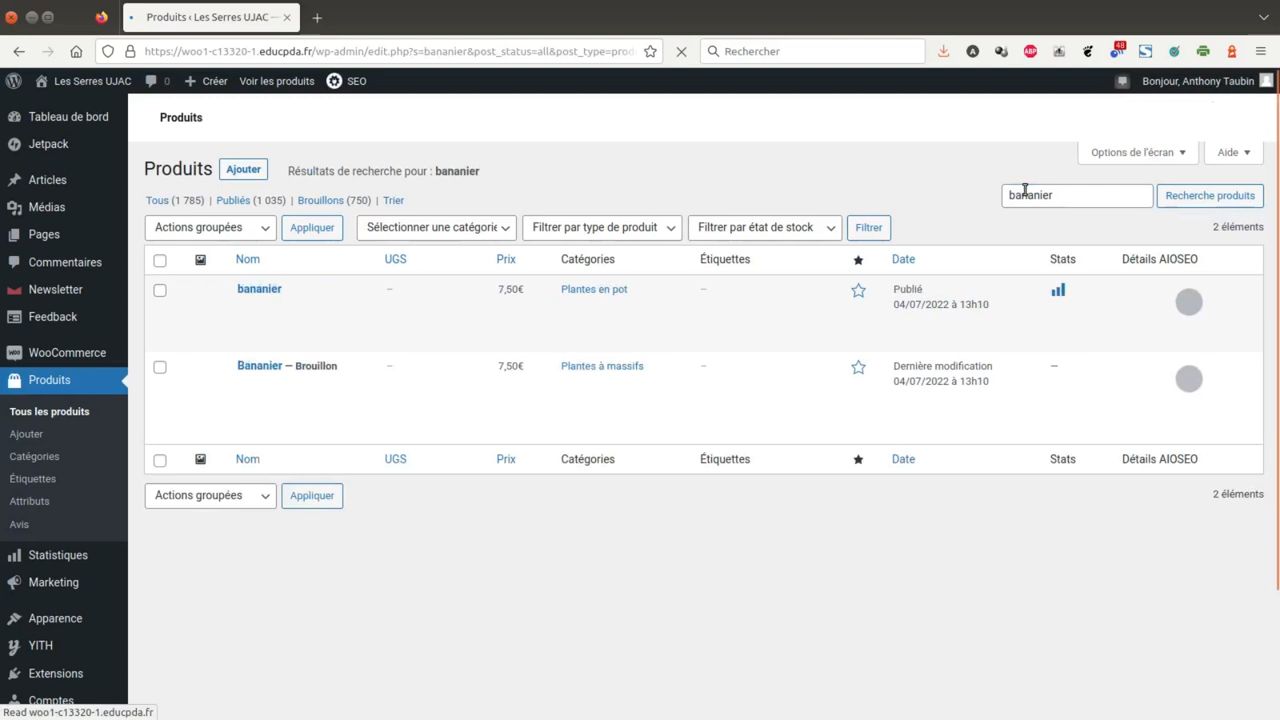 Produits ‹ Les Serres UJAC —
https://woo1-c13320-1.educpda.fr/wp-admin/edit.php?s=bananier&post_status=all&post_type=prod
Rechercher
ABP
48
Les Serres UJAC
0
Créer
Voir les produits
SEO
Bonjour, Anthony Taubin
Tableau de bord
Jetpack
Articles
Médias
Pages
Commentaires
Newsletter
Feedback
WooCommerce
Produits
Tous les produits
Ajouter
Catégories
Étiquettes
Attributs
Avis
Statistiques
Marketing
Apparence
YITH
Extensions
Comptes
Produits
Options de l'écran
Aide
Produits
Ajouter
Résultats de recherche pour : bananier
bananier
Recherche produits
Tous (1 785) | Publiés (1 035) | Brouillons (750) | Trier
Actions groupées
Appliquer
Sélectionner une catégorie
Filtrer par type de produit
Filtrer par état de stock
Filtrer
2 éléments
Nom UGS Prix Catégories Étiquettes Date Stats Détails AIOSEO
bananier – 7,50€ Plantes en pot – Publié
04/07/2022 à 13h10
Bananier — Brouillon – 7,50€ Plantes à massifs – Dernière modification —
04/07/2022 à 13h10
Nom UGS Prix Catégories Étiquettes Date Stats Détails AIOSEO
Actions groupées
Appliquer
2 éléments
Read woo1-c13320-1.educpda.fr